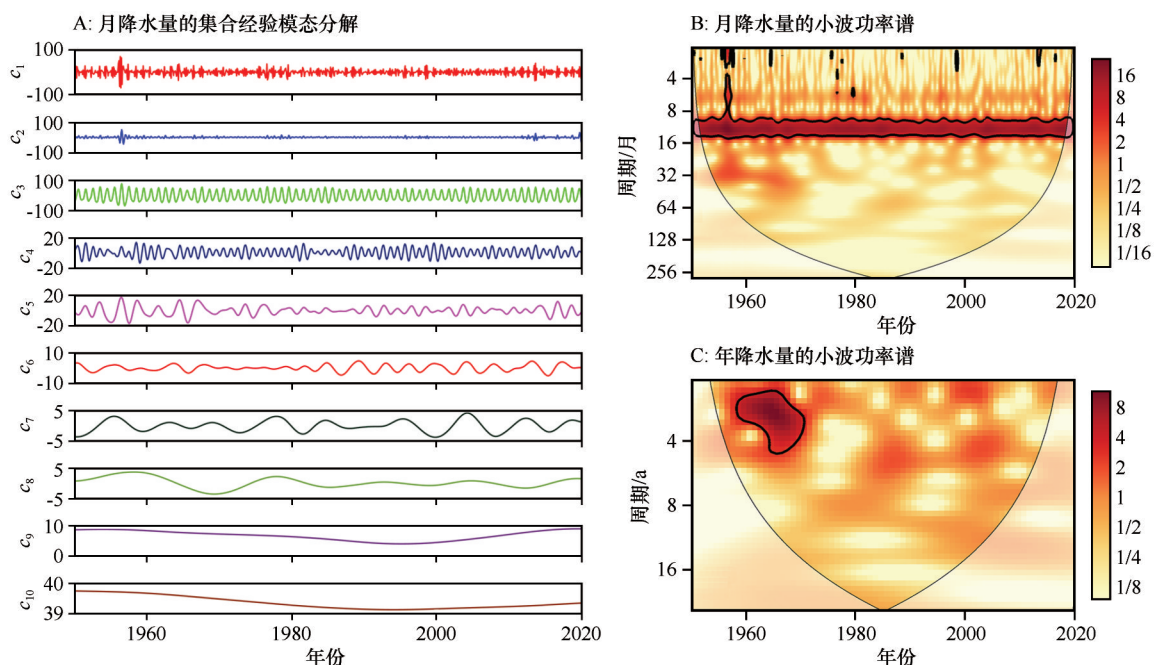 A: 月降水量的集合经验模态分解
c1
100
-100
c2
100
-100
c3
100
-100
c4
20
-20
c5
20
-20
c6
10
-10
c7
5
-5
c8
5
-5
c9
10
0
c10
40
39
1960 1980 2000 2020
年份
B: 月降水量的小波功率谱
周期/月
4
8
16
32
64
128
256
1960 1980 2000 2020
年份
16
8
4
2
1
1/2
1/4
1/8
1/16
C: 年降水量的小波功率谱
周期/a
4
8
16
1960 1980 2000 2020
年份
8
4
2
1
1/2
1/4
1/8